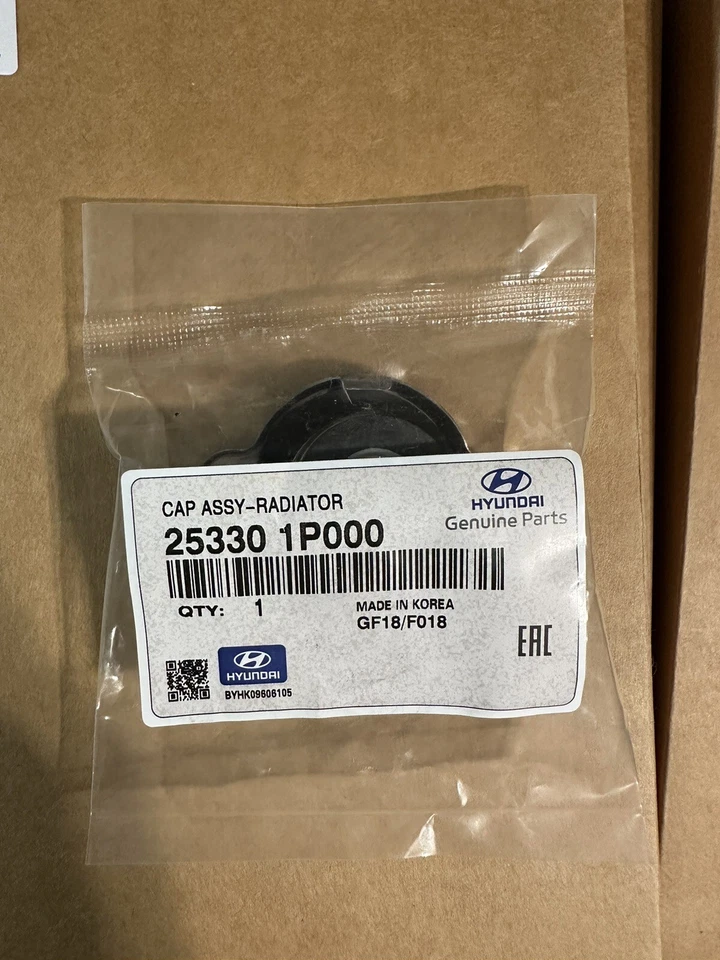 CAP ASSY-RADIATOR
HYUNDAI
Genuine Parts
25330 1P000
QTY: 1
MADE IN KOREA
GF18/F018
EAC
HYUNDAI
BYHK09606105